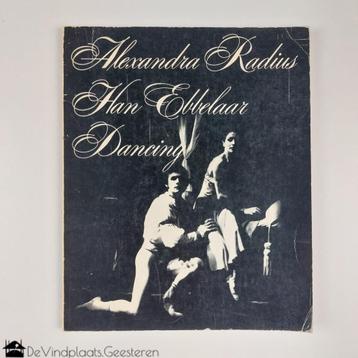 Alexandra Radius
Han Ebbelaar
Dancing
DeVindplaats.Geesteren